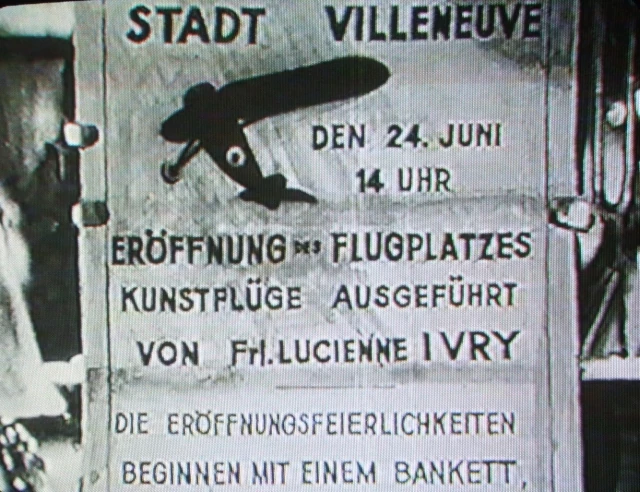 STADT VILLENEUVE
DEN 24. JUNI
14 UHR
ERÖFFNUNG DES FLUGPLATZES
KUNSTFLÜGE AUSGEFÜHRT
VON Frl. LUCIENNE IVRY
DIE ERÖFFNUNGSFEIERLICHKEITEN
BEGINNEN MIT EINEM BANKETT,